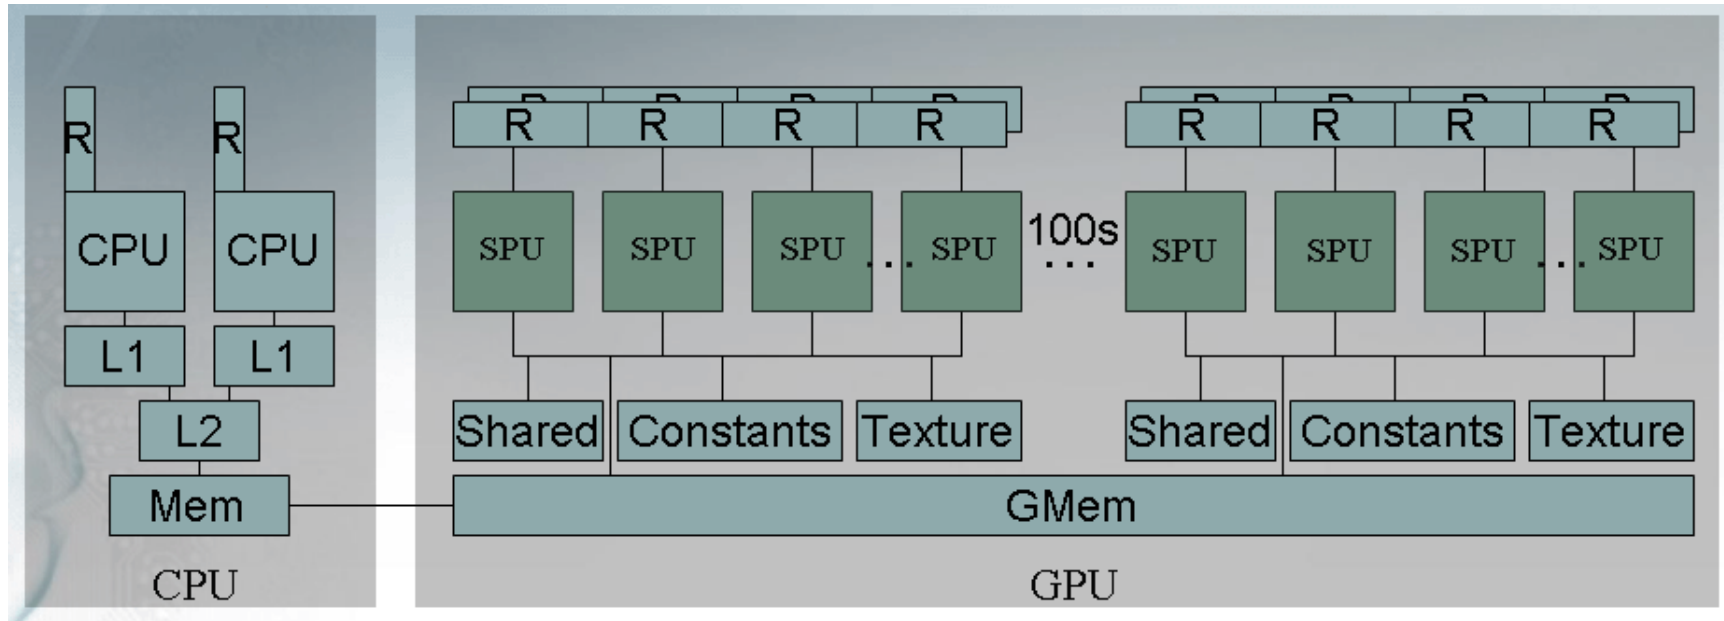 R R
R R R R R R R R
R R R R R R R R
CPU CPU
SPU SPU SPU ... SPU 100s ... SPU SPU SPU ... SPU
L1 L1
L2 Shared Constants Texture Shared Constants Texture
Mem GMem
CPU GPU